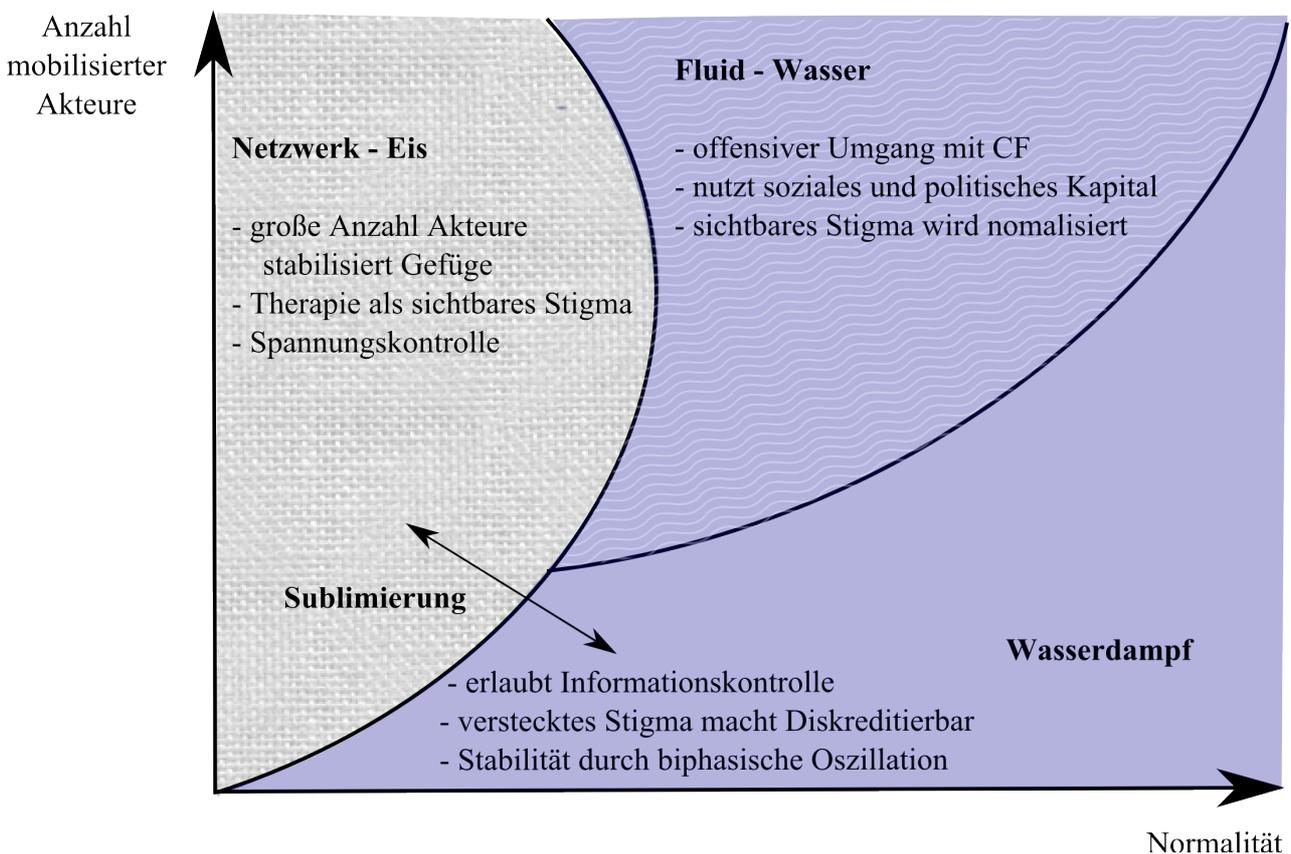 Anzahl
mobilisierter
Akteure
Netzwerk - Eis
- große Anzahl Akteure
stabilisiert Gefüge
- Therapie als sichtbares Stigma
- Spannungskontrolle
Fluid - Wasser
- offensiver Umgang mit CF
- nutzt soziales und politisches Kapital
- sichtbares Stigma wird nomalisiert
Sublimierung
Wasserdampf
- erlaubt Informationskontrolle
- verstecktes Stigma macht Diskreditierbar
- Stabilität durch biphasische Oszillation
Normalität